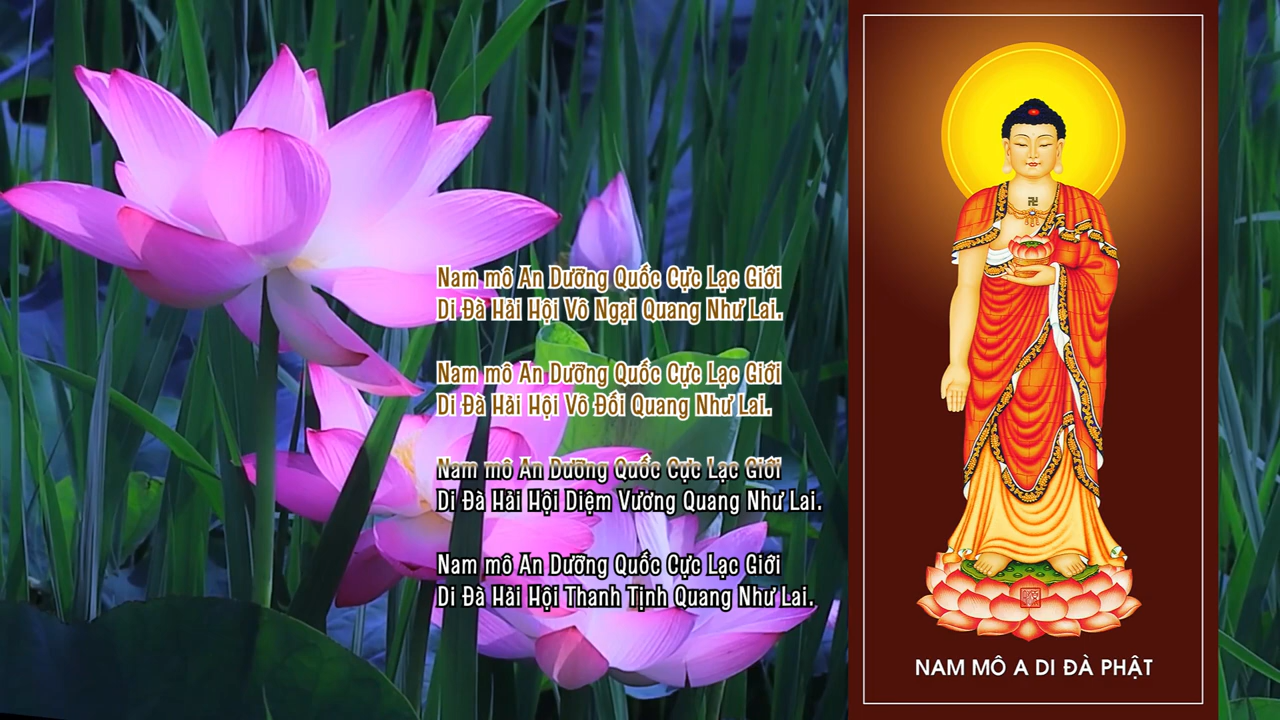 Nam mô An Dưỡng Quốc Cực Lạc Giới
Di Đà Hải Hội Vô Ngại Quang Như Lai.
Nam mô An Dưỡng Quốc Cực Lạc Giới
Di Đà Hải Hội Vô Đối Quang Như Lai.
Nam mô An Dưỡng Quốc Cực Lạc Giới
Di Đà Hải Hội Diệm Vương Quang Như Lai.
Nam mô An Dưỡng Quốc Cực Lạc Giới
Di Đà Hải Hội Thanh Tịnh Quang Như Lai.
卍
NAM MÔ A DI ĐÀ PHẬT